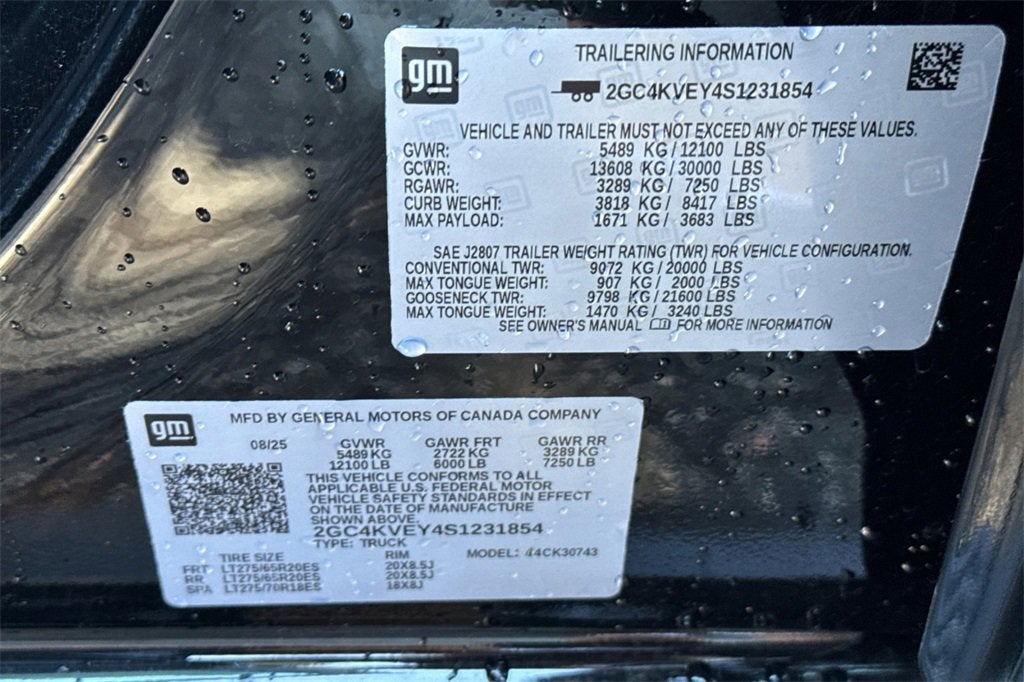 gm
TRAILERING INFORMATION
2GC4KVEY4S1231854
VEHICLE AND TRAILER MUST NOT EXCEED ANY OF THESE VALUES.
GVWR: 5489 KG / 12100 LBS
GCWR: 13608 KG / 30000 LBS
RGAWR: 3289 KG / 7250 LBS
CURB WEIGHT: 3818 KG / 8417 LBS
MAX PAYLOAD: 1671 KG / 3683 LBS
SAE J2807 TRAILER WEIGHT RATING (TWR) FOR VEHICLE CONFIGURATION.
CONVENTIONAL TWR: 9072 KG / 20000 LBS
MAX TONGUE WEIGHT: 907 KG / 2000 LBS
GOOSENECK TWR: 9798 KG / 21600 LBS
MAX TONGUE WEIGHT: 1470 KG / 3240 LBS
SEE OWNER'S MANUAL FOR MORE INFORMATION
gm
MFD BY GENERAL MOTORS OF CANADA COMPANY
08/25 GVWR GAWR FRT GAWR RR
5489 KG 2722 KG 3289 KG
12100 LB 6000 LB 7250 LB
THIS VEHICLE CONFORMS TO ALL
APPLICABLE U.S. FEDERAL MOTOR
VEHICLE SAFETY STANDARDS IN EFFECT
ON THE DATE OF MANUFACTURE
SHOWN ABOVE.
2GC4KVEY4S1231854
TYPE: TRUCK MODEL: 44CK30743
TIRE SIZE RIM
FRT LT275/65R20ES 20X8.5J
RR LT275/65R20ES 20X8.5J
SPA LT275/70R18ES 18X8J